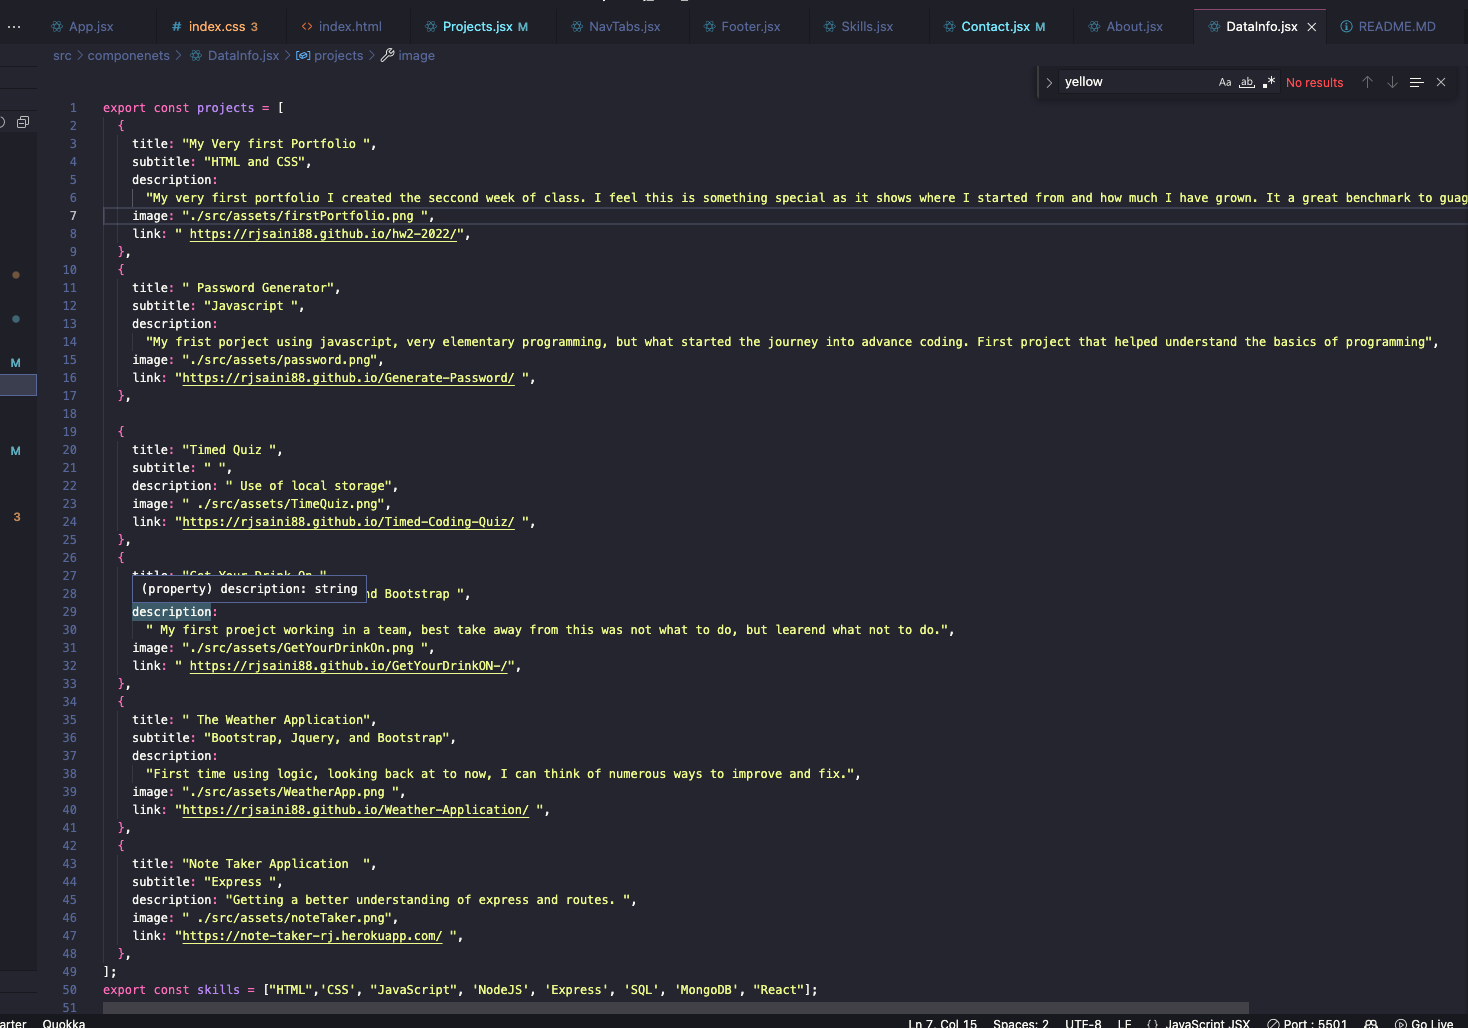 ··· App.jsx # index.css 3 <> index.html Projects.jsx M NavTabs.jsx Footer.jsx Skills.jsx Contact.jsx M About.jsx DataInfo.jsx × README.MD
src > componenets > DataInfo.jsx > projects > image
> yellow Aa ab .* No results ↑ ↓ ×
1 export const projects = [
2 {
3 title: "My Very first Portfolio ",
4 subtitle: "HTML and CSS",
5 description:
6 "My very first portfolio I created the seccond week of class. I feel this is something special as it shows where I started from and how much I have grown. It a great benchmark to guag
7 image: "./src/assets/firstPortfolio.png ",
8 link: " https://rjsaini88.github.io/hw2-2022/",
9 },
10 {
11 title: " Password Generator",
12 subtitle: "Javascript ",
13 description:
14 "My frist porject using javascript, very elementary programming, but what started the journey into advance coding. First project that helped understand the basics of programming",
M 15 image: "./src/assets/password.png",
16 link: "https://rjsaini88.github.io/Generate-Password/ ",
17 },
18
19 {
M 20 title: "Timed Quiz ",
21 subtitle: " ",
22 description: " Use of local storage",
23 image: " ./src/assets/TimeQuiz.png",
3 24 link: "https://rjsaini88.github.io/Timed-Coding-Quiz/ ",
25 },
26 {
27 title: "Get Your Drink On "
(property) description: string
28 nd Bootstrap ",
29 description:
30 " My first proejct working in a team, best take away from this was not what to do, but learend what not to do.",
31 image: "./src/assets/GetYourDrinkOn.png ",
32 link: " https://rjsaini88.github.io/GetYourDrinkON-/",
33 },
34 {
35 title: " The Weather Application",
36 subtitle: "Bootstrap, Jquery, and Bootstrap",
37 description:
38 "First time using logic, looking back at to now, I can think of numerous ways to improve and fix.",
39 image: "./src/assets/WeatherApp.png ",
40 link: "https://rjsaini88.github.io/Weather-Application/ ",
41 },
42 {
43 title: "Note Taker Application  ",
44 subtitle: "Express ",
45 description: "Getting a better understanding of express and routes. ",
46 image: " ./src/assets/noteTaker.png",
47 link: "https://note-taker-rj.herokuapp.com/ ",
48 },
49 ];
50 export const skills = ["HTML",'CSS', "JavaScript", 'NodeJS', 'Express', 'SQL', 'MongoDB', "React"];
51
arter Quokka Ln 7, Col 15 Spaces: 2 UTF-8 LF {} JavaScript JSX Port : 5501 Go Live